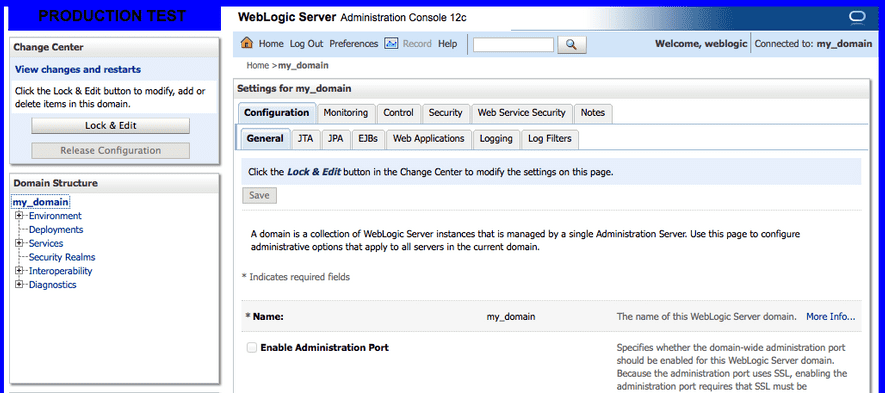 PRODUCTION TEST
WebLogic Server Administration Console 12c
Change Center
View changes and restarts
Click the Lock & Edit button to modify, add or
delete items in this domain.
Lock & Edit
Release Configuration
Domain Structure
my_domain
Environment
Deployments
Services
Security Realms
Interoperability
Diagnostics
Home Log Out Preferences Record Help
Welcome, weblogic Connected to: my_domain
Home >my_domain
Settings for my_domain
Configuration Monitoring Control Security Web Service Security Notes
General JTA JPA EJBs Web Applications Logging Log Filters
Click the Lock & Edit button in the Change Center to modify the settings on this page.
Save
A domain is a collection of WebLogic Server instances that is managed by a single Administration Server. Use this page to configure
administrative options that apply to all servers in the current domain.
* Indicates required fields
* Name: my_domain The name of this WebLogic Server domain. More Info...
Enable Administration Port
Specifies whether the domain-wide administration port
should be enabled for this WebLogic Server domain.
Because the administration port uses SSL, enabling the
administration port requires that SSL must be